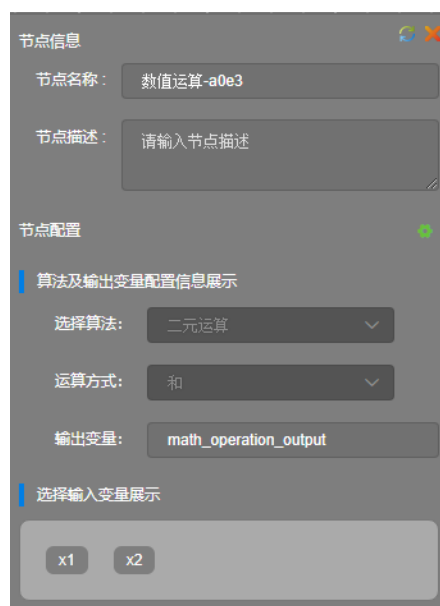 节点信息
节点名称： 数值运算-a0e3
节点描述： 请输入节点描述
节点配置
算法及输出变量配置信息展示
选择算法： 二元运算
运算方式： 和
输出变量： math_operation_output
选择输入变量展示
x1 x2